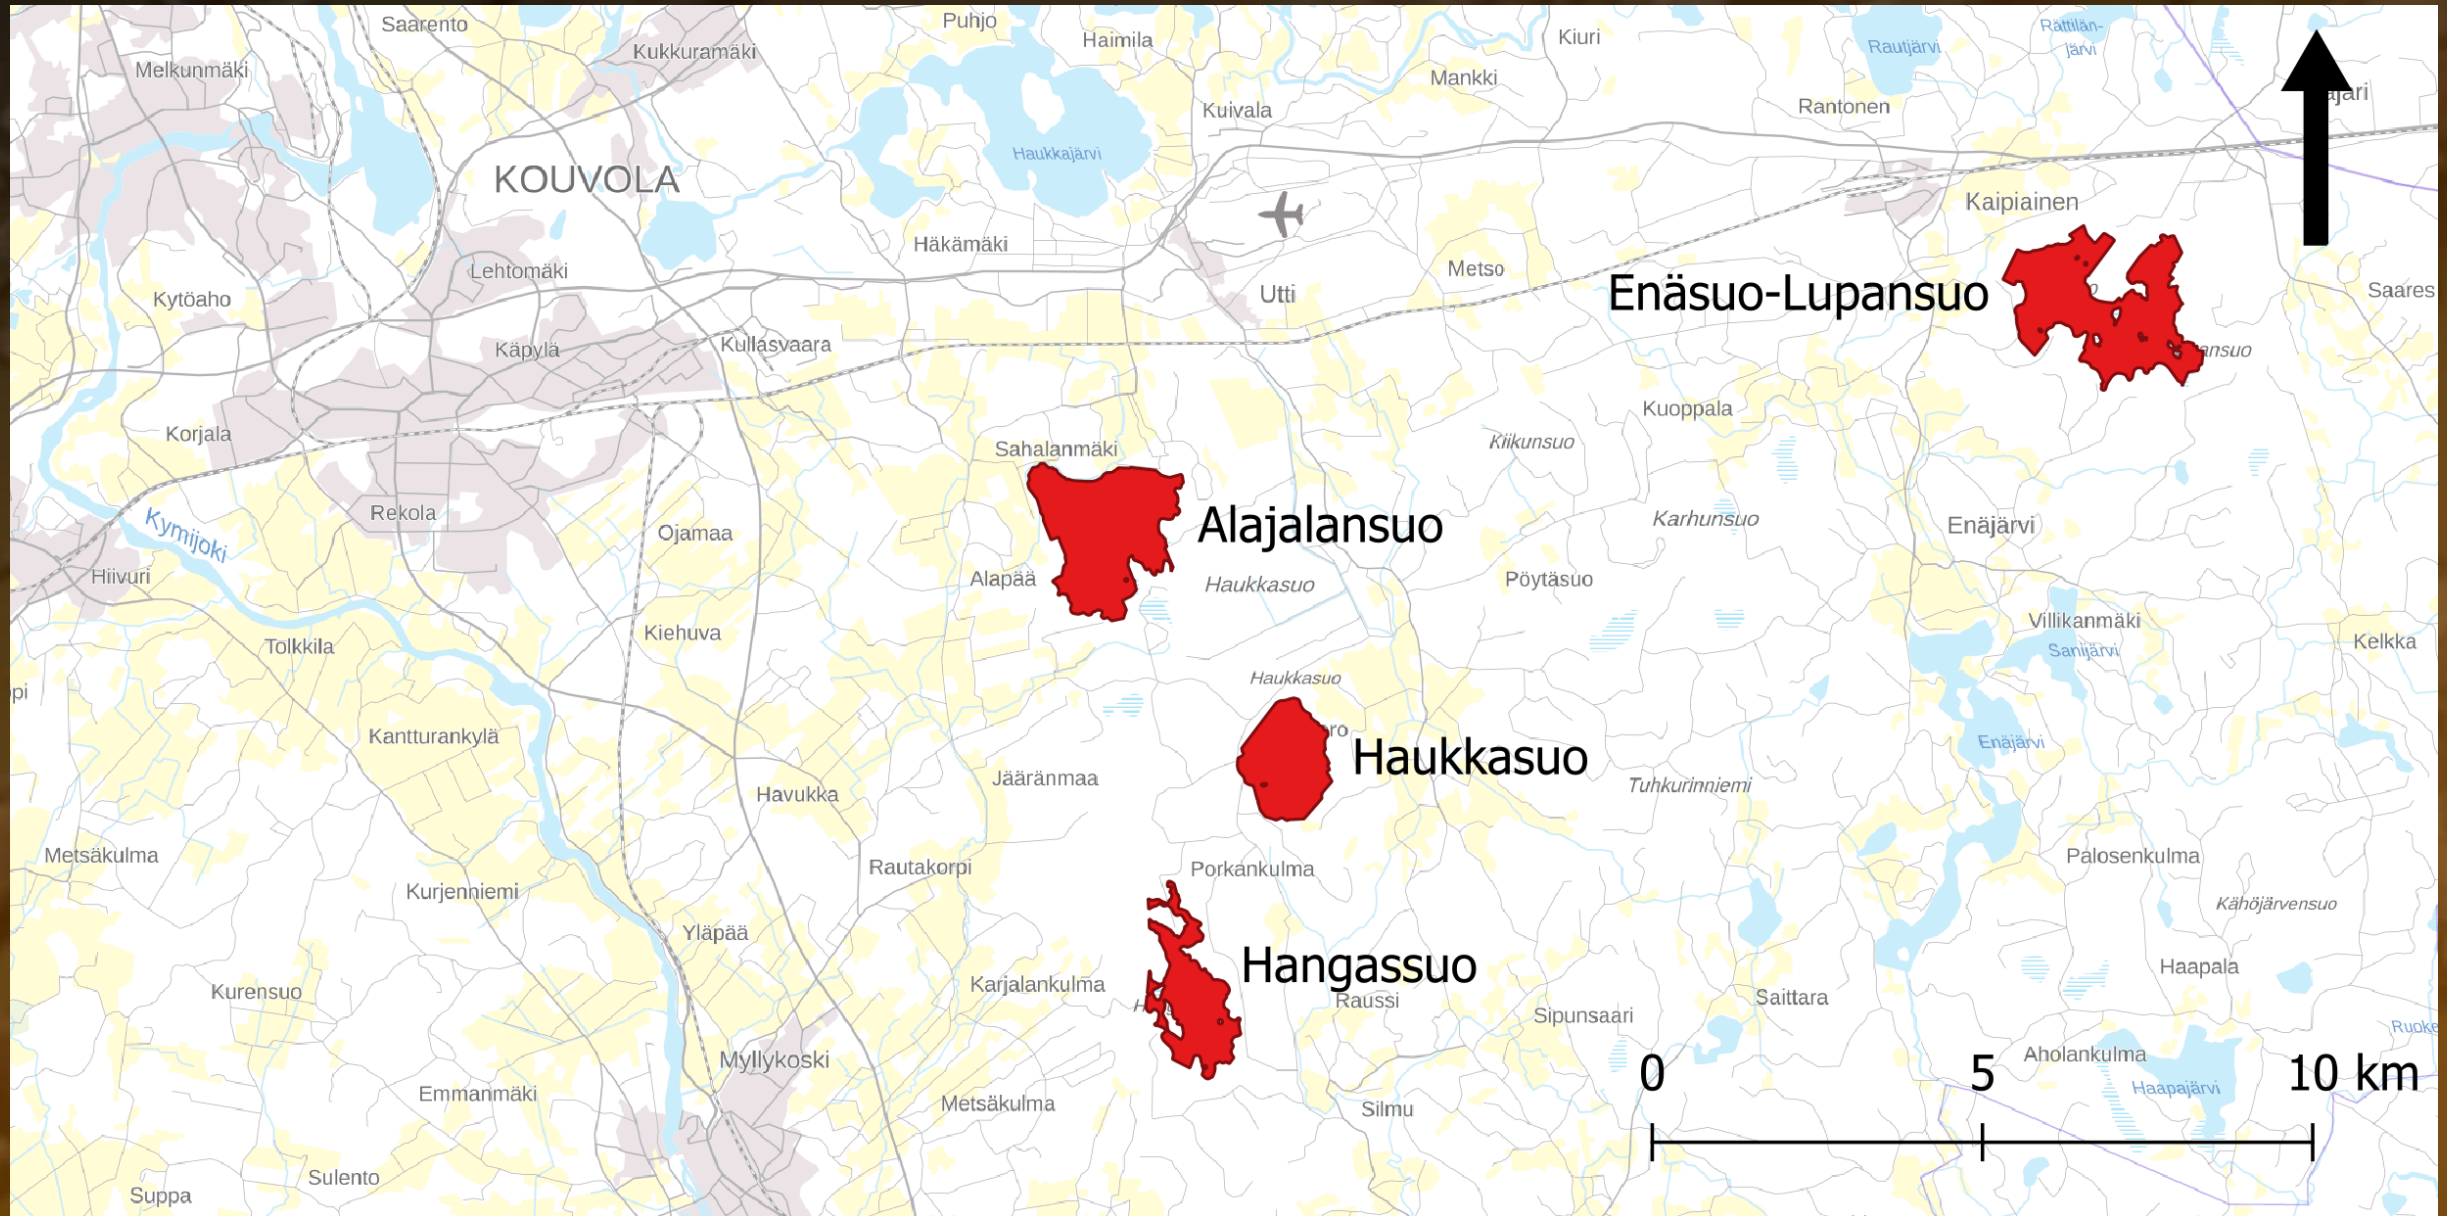 Saarento
Puhjo
Haimila
Kiuri
Rautjärvi
Rättilän-
järvi
Kukkuramäki
Melkunmäki
Mankki
Rantonen
Kuivala
Haukkajärvi
KOUVOLA
Kaipiainen
Häkämäki
Lehtomäki
Metso
Kytöaho
Utti
Enäsuo-Lupansuo
Saares
Käpylä
Kullasvaara
Kuoppala
Korjala
Sahalanmäki
Kiikunsuo
Kymijoki
Rekola
Ojamaa
Alajalansuo
Karhunsuo
Enäjärvi
Hiivuri
Alapää
Haukkasuo
Pöytäsuo
Tolkkila
Kiehuva
Villikanmäki
Sanijärvi
Kelkka
Haukkasuo
Kantturankylä
Haukkasuo
Enäjärvi
Jääränmaa
Havukka
Tuhkurinniemi
Metsäkulma
Rautakorpi
Porkankulma
Palosenkulma
Kurjenniemi
Kähöjärvensuo
Yläpää
Hangassuo
Haapala
Kurensuo
Karjalankulma
Raussi
Saittara
Sipunsaari
Myllykoski
Aholankulma
0 5 10 km
Haapajärvi
Emmanmäki
Metsäkulma
Silmu
Sulento
Suppa